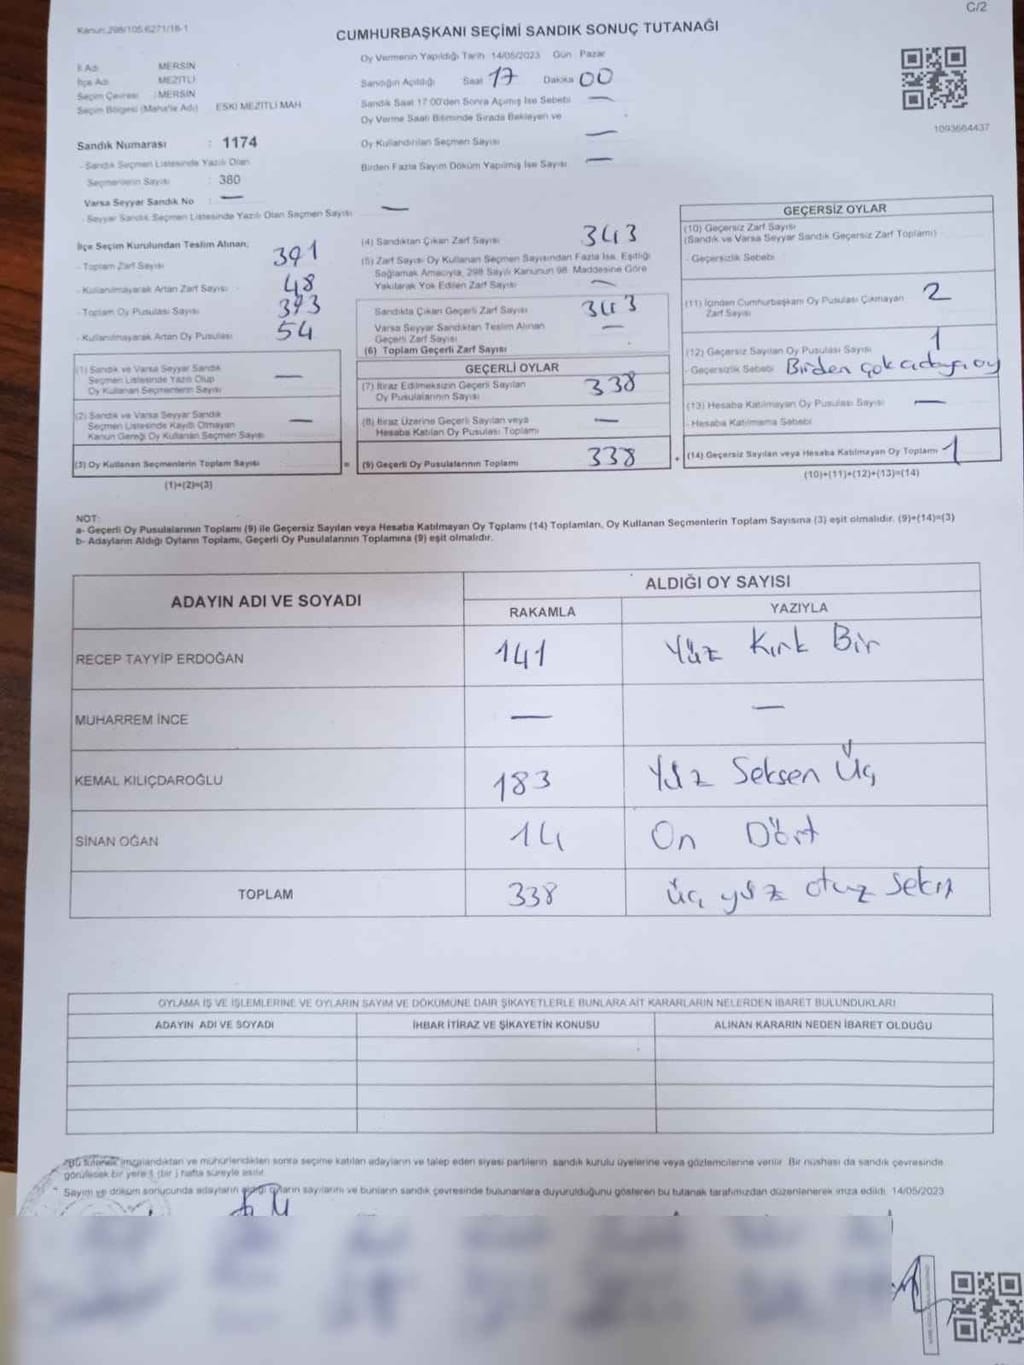 C/2
Kanun:298/105.6271/18-1
CUMHURBAŞKANI SEÇİMİ SANDIK SONUÇ TUTANAĞI
İl Adı : MERSİN
İlçe Adı : MEZİTLİ
Seçim Çevresi : MERSİN
Seçim Bölgesi (Mahalle Adı) : ESKİ MEZİTLİ MAH
Sandık Numarası : 1174
- Sandık Seçmen Listesinde Yazılı Olan
Seçmenlerin Sayısı : 380
Varsa Seyyar Sandık No : —
- Seyyar Sandık Seçmen Listesinde Yazılı Olan Seçmen Sayısı —
Oy Vermenin Yapıldığı Tarih 14/05/2023 Gün : Pazar
Sandığın Açıldığı Saat 17 Dakika 00
Sandık Saat 17:00'den Sonra Açılmış İse Sebebi —
Oy Verme Saati Bitiminde Sırada Bekleyen ve
Oy Kullandırılan Seçmen Sayısı —
Birden Fazla Sayım Döküm Yapılmış İse Sayısı —
1093664437
İlçe Seçim Kurulundan Teslim Alınan;
- Toplam Zarf Sayısı 391
- Kullanılmayarak Artan Zarf Sayısı : 48
- Toplam Oy Pusulası Sayısı : 393
- Kullanılmayarak Artan Oy Pusulası : 54
(1) Sandık ve Varsa Seyyar Sandık
Seçmen Listesinde Yazılı Olup
Oy Kullanan Seçmenlerin Sayısı —
(2) Sandık ve Varsa Seyyar Sandık
Seçmen Listesinde Kayıtlı Olmayan
Kanun Gereği Oy Kullanan Seçmen Sayısı —
(3) Oy Kullanan Seçmenlerin Toplam Sayısı
(1)+(2)=(3)
(4) Sandıktan Çıkan Zarf Sayısı 343
(5) Zarf Sayısı Oy Kullanan Seçmen Sayısından Fazla İse, Eşitliği
Sağlamak Amacıyla, 298 Sayılı Kanunun 98. Maddesine Göre
Yakılarak Yok Edilen Zarf Sayısı —
Sandıkta Çıkan Geçerli Zarf Sayısı 343
Varsa Seyyar Sandıktan Teslim Alınan
Geçerli Zarf Sayısı —
(6) Toplam Geçerli Zarf Sayısı
GEÇERLİ OYLAR
(7) İtiraz Edilmeksizin Geçerli Sayılan
Oy Pusulalarının Sayısı 338
(8) İtiraz Üzerine Geçerli Sayılan veya
Hesaba Katılan Oy Pusulası Toplamı —
= (9) Geçerli Oy Pusulalarının Toplamı 338
GEÇERSİZ OYLAR
(10) Geçersiz Zarf Sayısı
(Sandık ve Varsa Seyyar Sandık Geçersiz Zarf Toplamı)
- Geçersizlik Sebebi
(11) İçinden Cumhurbaşkanı Oy Pusulası Çıkmayan
Zarf Sayısı 2
(12) Geçersiz Sayılan Oy Pusulası Sayısı 1
- Geçersizlik Sebebi Birden çok adaya oy
(13) Hesaba Katılmayan Oy Pusulası Sayısı —
- Hesaba Katılmama Sebebi
+ (14) Geçersiz Sayılan veya Hesaba Katılmayan Oy Toplamı 1
(10)+(11)+(12)+(13)=(14)
NOT:
a- Geçerli Oy Pusulalarının Toplamı (9) ile Geçersiz Sayılan veya Hesaba Katılmayan Oy Toplamı (14) Toplamları, Oy Kullanan Seçmenlerin Toplam Sayısına (3) eşit olmalıdır. (9)+(14)=(3)
b- Adayların Aldığı Oyların Toplamı, Geçerli Oy Pusulalarının Toplamına (9) eşit olmalıdır.
ADAYIN ADI VE SOYADI
ALDIĞI OY SAYISI
RAKAMLA YAZIYLA
RECEP TAYYİP ERDOĞAN 141 Yüz Kırk Bir
MUHARREM İNCE — —
KEMAL KILIÇDAROĞLU 183 Yüz Seksen Üç
SİNAN OĞAN 14 On Dört
TOPLAM 338 Üç yüz otuz sekiz
OYLAMA İŞ VE İŞLEMLERİNE VE OYLARIN SAYIM VE DÖKÜMÜNE DAİR ŞİKAYETLERLE BUNLARA AİT KARARLARIN NELERDEN İBARET BULUNDUKLARI
ADAYIN ADI VE SOYADI İHBAR İTİRAZ VE ŞİKAYETİN KONUSU ALINAN KARARIN NEDEN İBARET OLDUĞU
*Bu tutanak imzalandıktan ve mühürlendikten sonra seçime katılan adayların ve talep eden siyasi partilerin sandık kurulu üyelerine veya gözlemcilerine verilir. Bir nüshası da sandık çevresinde
görülecek bir yere 1 (bir ) hafta süreyle asılır.
* Sayım ve döküm sonucunda adayların aldığı oyların sayılarını ve bunların sandık çevresinde bulunanlara duyurulduğunu gösteren bu tutanak tarafımızdan düzenlenerek imza edildi. 14/05/2023